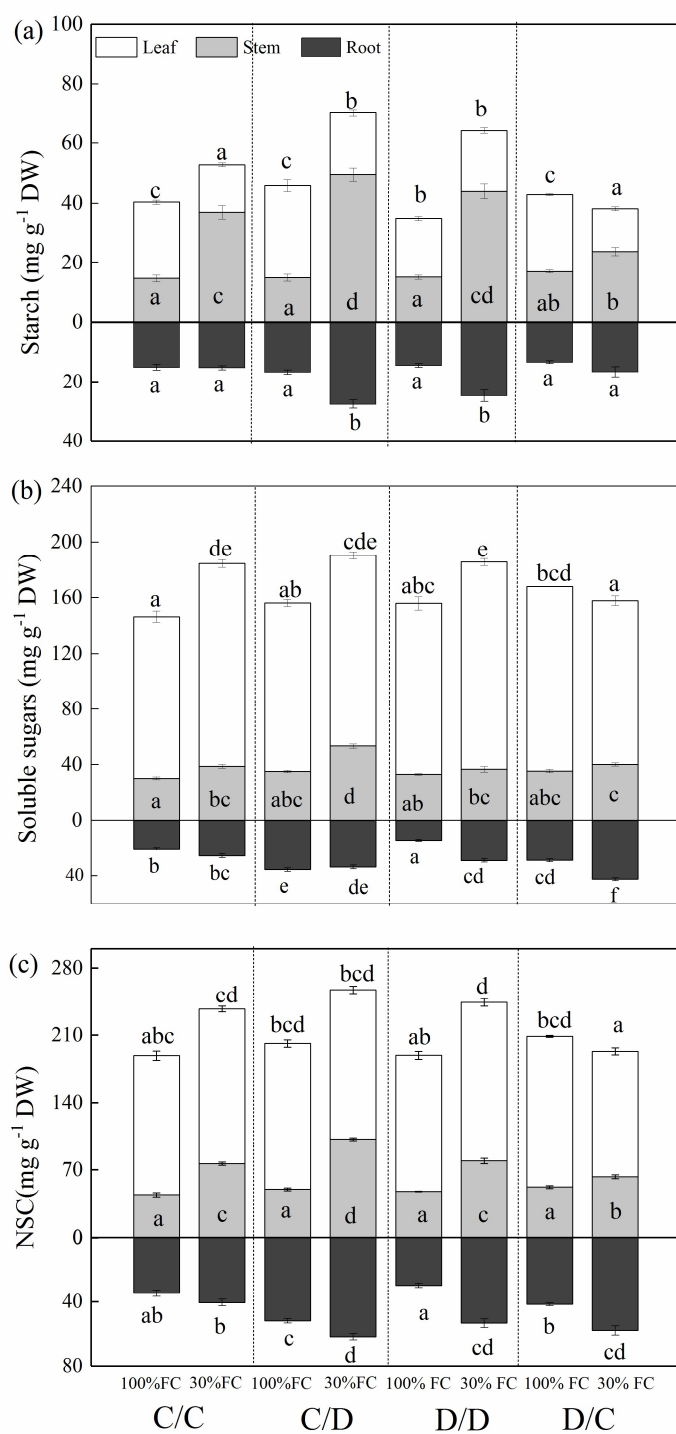 (a)
100
Leaf Stem Root
80
60
40
20
0
20
40
Starch (mg g-1 DW)
c a c b b b c a
a c a d a cd ab b
a a a b a b a a
(b)
240
200
160
120
80
40
0
40
Soluble sugars (mg g-1 DW)
a de ab cde abc e bcd a
a bc abc d ab bc abc c
b bc e de a cd cd f
(c)
280
210
140
70
0
40
80
NSC(mg g-1 DW)
abc cd bcd bcd ab d bcd a
a c a d a c a b
ab b c d a cd b cd
100%FC 30%FC 100%FC 30%FC 100% FC 30% FC 100% FC 30% FC
C/C C/D D/D D/C